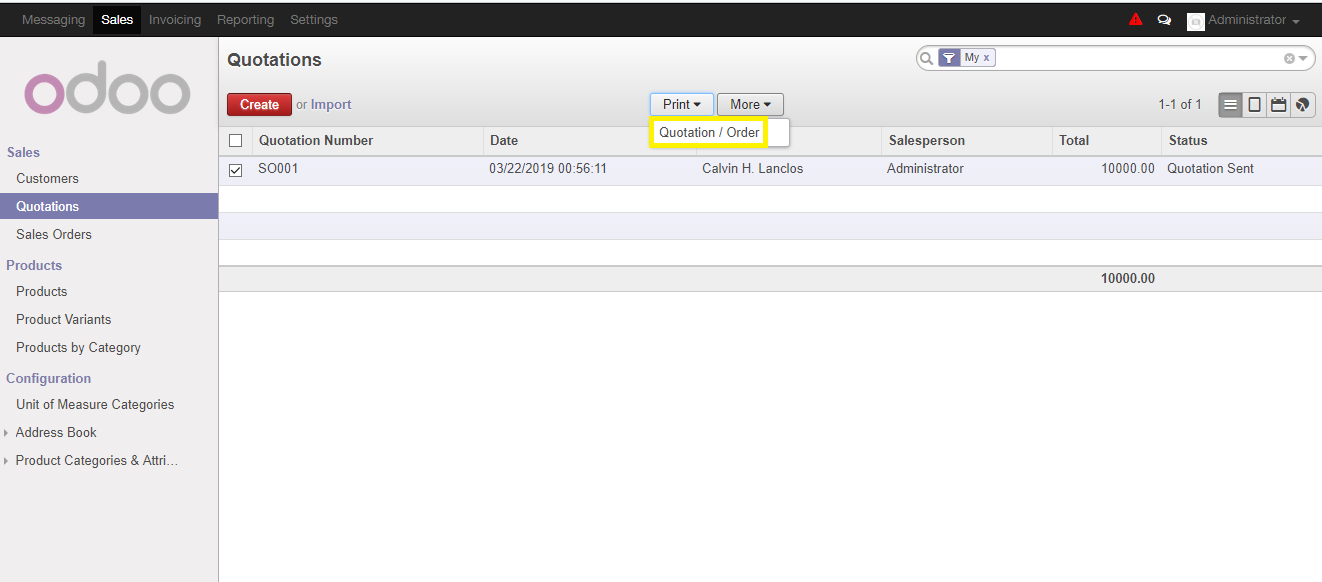 Messaging Sales Invoicing Reporting Settings Administrator
odoo
Quotations
My x
Create or Import
Print More
1-1 of 1
Quotation / Order
Quotation Number Date Salesperson Total Status
SO001 03/22/2019 00:56:11 Calvin H. Lanclos Administrator 10000.00 Quotation Sent
10000.00
Sales
Customers
Quotations
Sales Orders
Products
Products
Product Variants
Products by Category
Configuration
Unit of Measure Categories
Address Book
Product Categories & Attri...